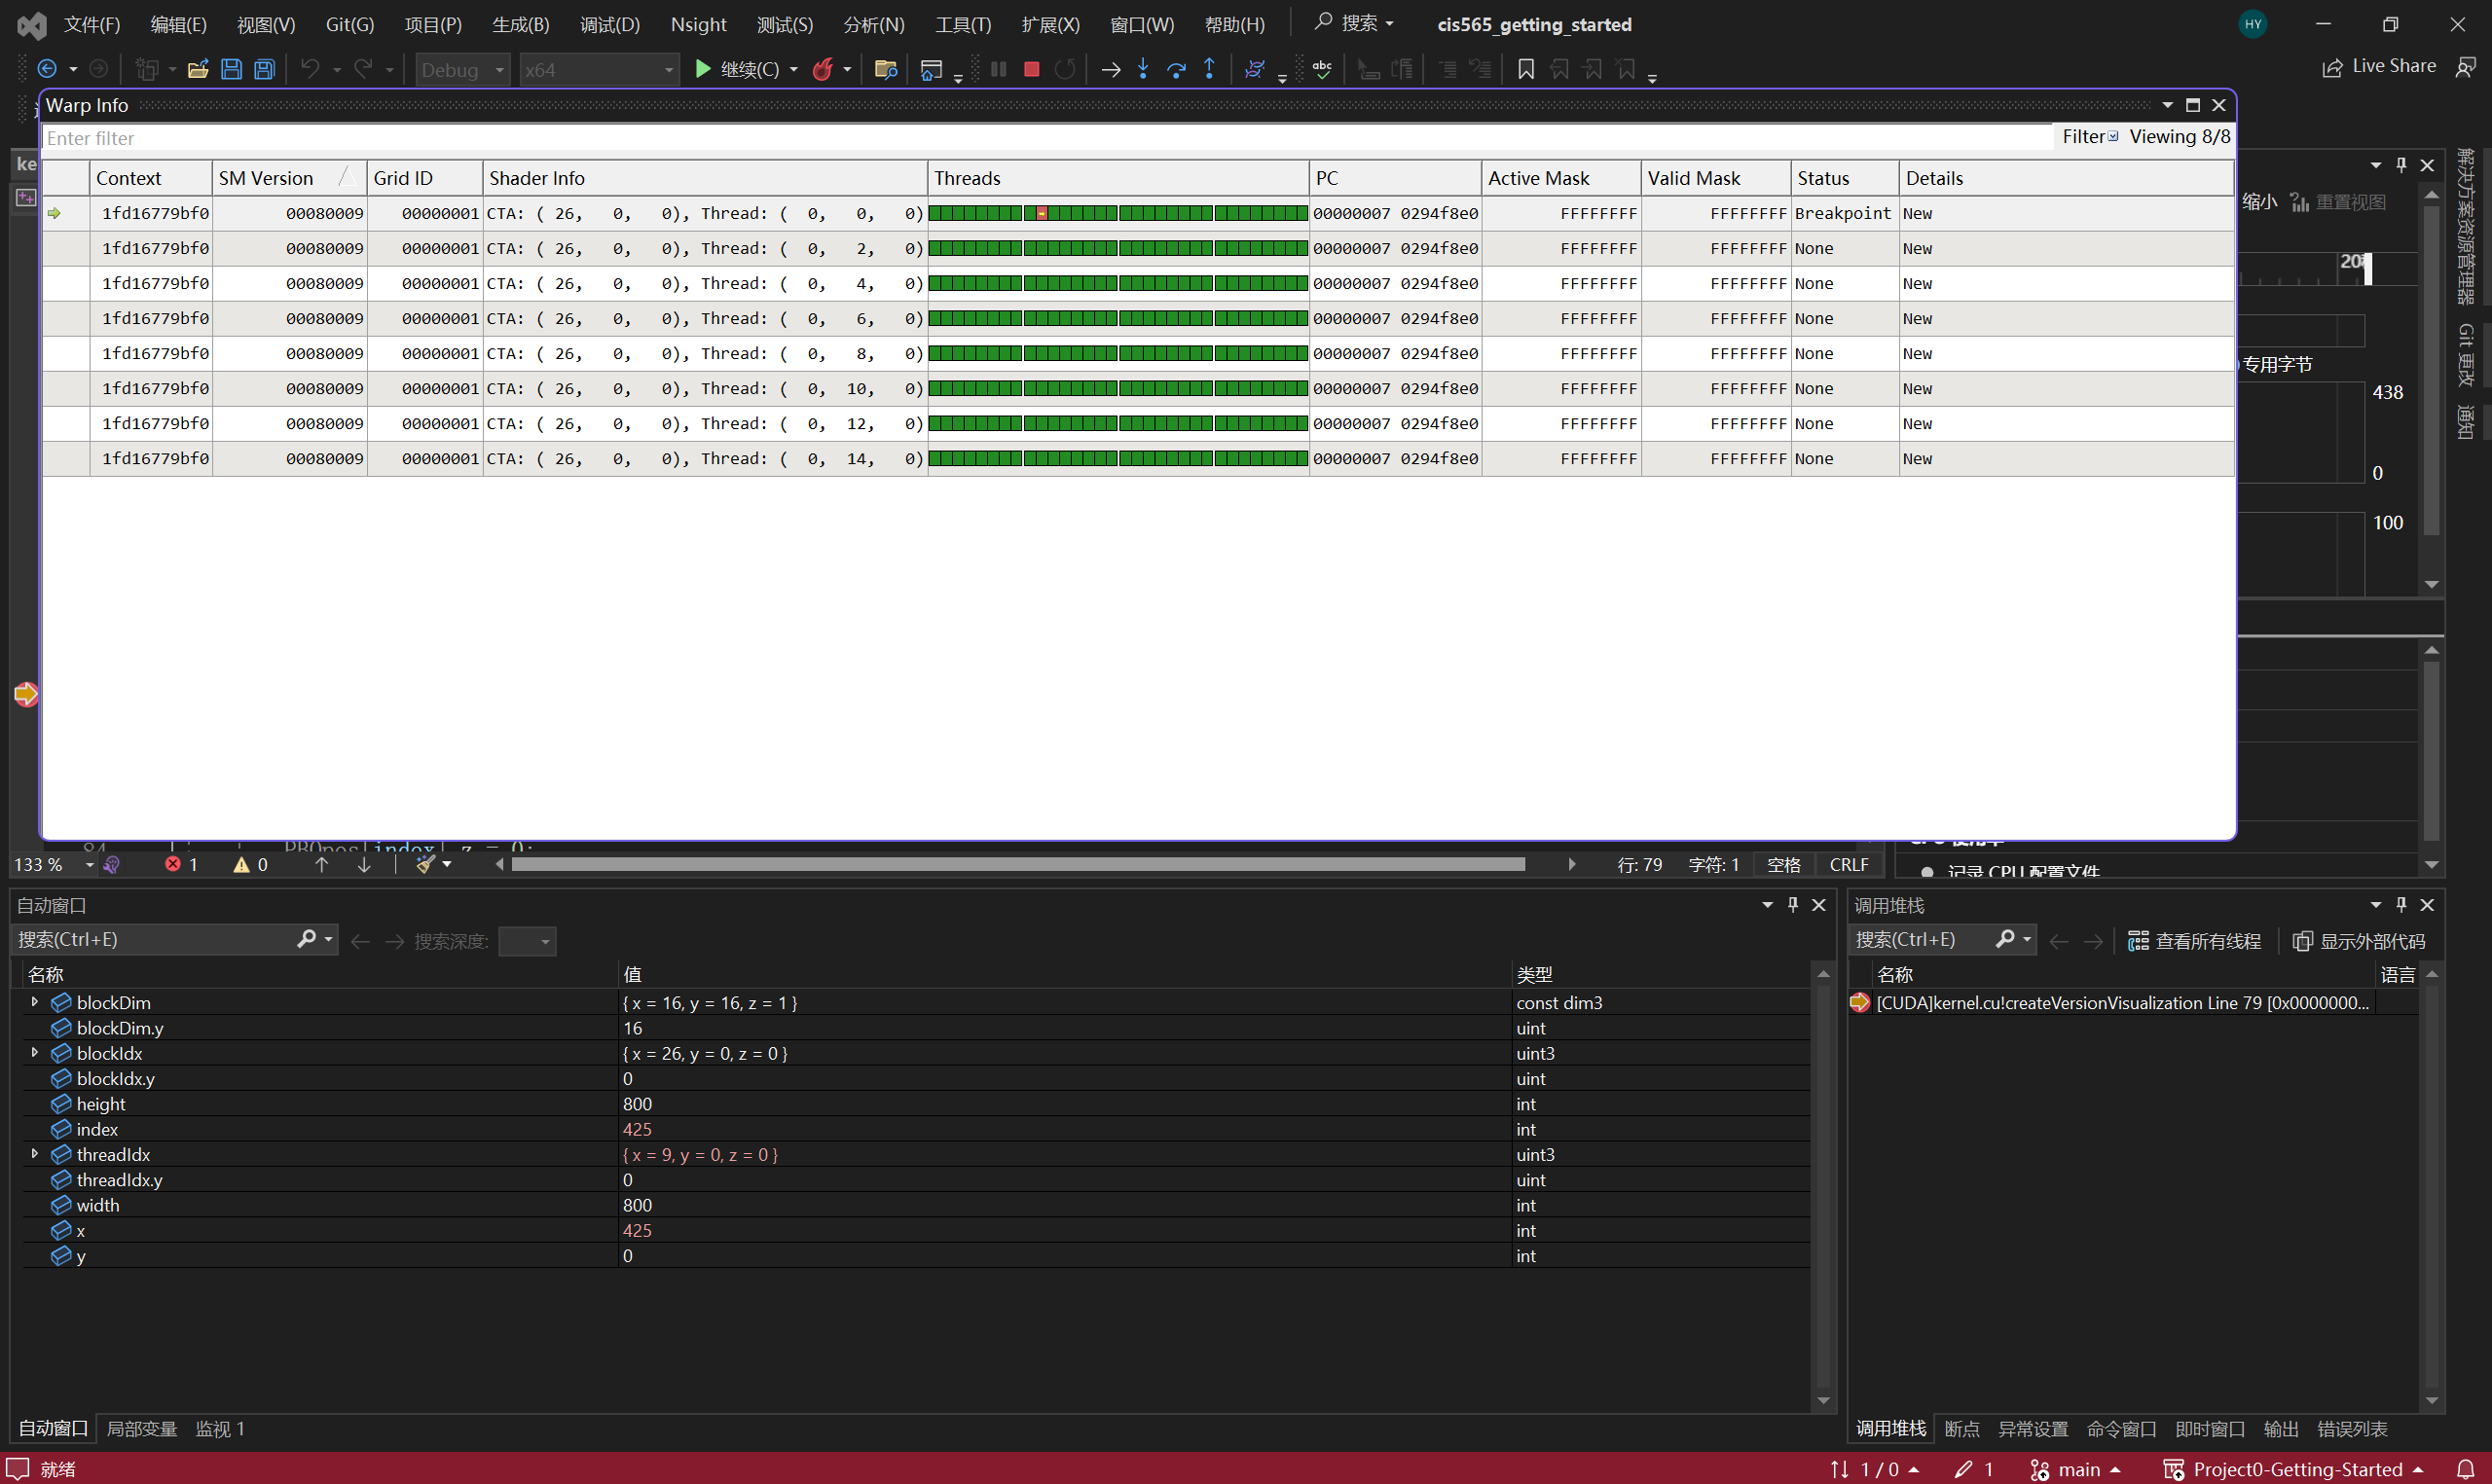 文件(F) 编辑(E) 视图(V) Git(G) 项目(P) 生成(B) 调试(D) Nsight 测试(S) 分析(N) 工具(T) 扩展(X) 窗口(W) 帮助(H) 搜索 cis565_getting_started HY
Debug x64 继续(C) Live Share
Warp Info
Enter filter Filter Viewing 8/8
Context SM Version Grid ID Shader Info Threads PC Active Mask Valid Mask Status Details
1fd16779bf0 00080009 00000001 CTA: ( 26, 0, 0), Thread: ( 0, 0, 0) 00000007 0294f8e0 FFFFFFFF FFFFFFFF Breakpoint New
1fd16779bf0 00080009 00000001 CTA: ( 26, 0, 0), Thread: ( 0, 2, 0) 00000007 0294f8e0 FFFFFFFF FFFFFFFF None New
1fd16779bf0 00080009 00000001 CTA: ( 26, 0, 0), Thread: ( 0, 4, 0) 00000007 0294f8e0 FFFFFFFF FFFFFFFF None New
1fd16779bf0 00080009 00000001 CTA: ( 26, 0, 0), Thread: ( 0, 6, 0) 00000007 0294f8e0 FFFFFFFF FFFFFFFF None New
1fd16779bf0 00080009 00000001 CTA: ( 26, 0, 0), Thread: ( 0, 8, 0) 00000007 0294f8e0 FFFFFFFF FFFFFFFF None New
1fd16779bf0 00080009 00000001 CTA: ( 26, 0, 0), Thread: ( 0, 10, 0) 00000007 0294f8e0 FFFFFFFF FFFFFFFF None New
1fd16779bf0 00080009 00000001 CTA: ( 26, 0, 0), Thread: ( 0, 12, 0) 00000007 0294f8e0 FFFFFFFF FFFFFFFF None New
1fd16779bf0 00080009 00000001 CTA: ( 26, 0, 0), Thread: ( 0, 14, 0) 00000007 0294f8e0 FFFFFFFF FFFFFFFF None New
ke
缩小 重置视图
专用字节
438
0
100
解决方案资源管理器
Git 更改
通知
84 PBOpos[index].z = 0;
133 % 1 0 行: 79 字符: 1 空格 CRLF
记录 CPU 配置文件
自动窗口
搜索(Ctrl+E) 搜索深度:
名称 值 类型
blockDim { x = 16, y = 16, z = 1 } const dim3
blockDim.y 16 uint
blockIdx { x = 26, y = 0, z = 0 } uint3
blockIdx.y 0 uint
height 800 int
index 425 int
threadIdx { x = 9, y = 0, z = 0 } uint3
threadIdx.y 0 uint
width 800 int
x 425 int
y 0 int
自动窗口 局部变量 监视 1
调用堆栈
搜索(Ctrl+E) 查看所有线程 显示外部代码
名称 语言
[CUDA]kernel.cu!createVersionVisualization Line 79 [0x0000000...
调用堆栈 断点 异常设置 命令窗口 即时窗口 输出 错误列表
就绪 1 / 0 1 main Project0-Getting-Started